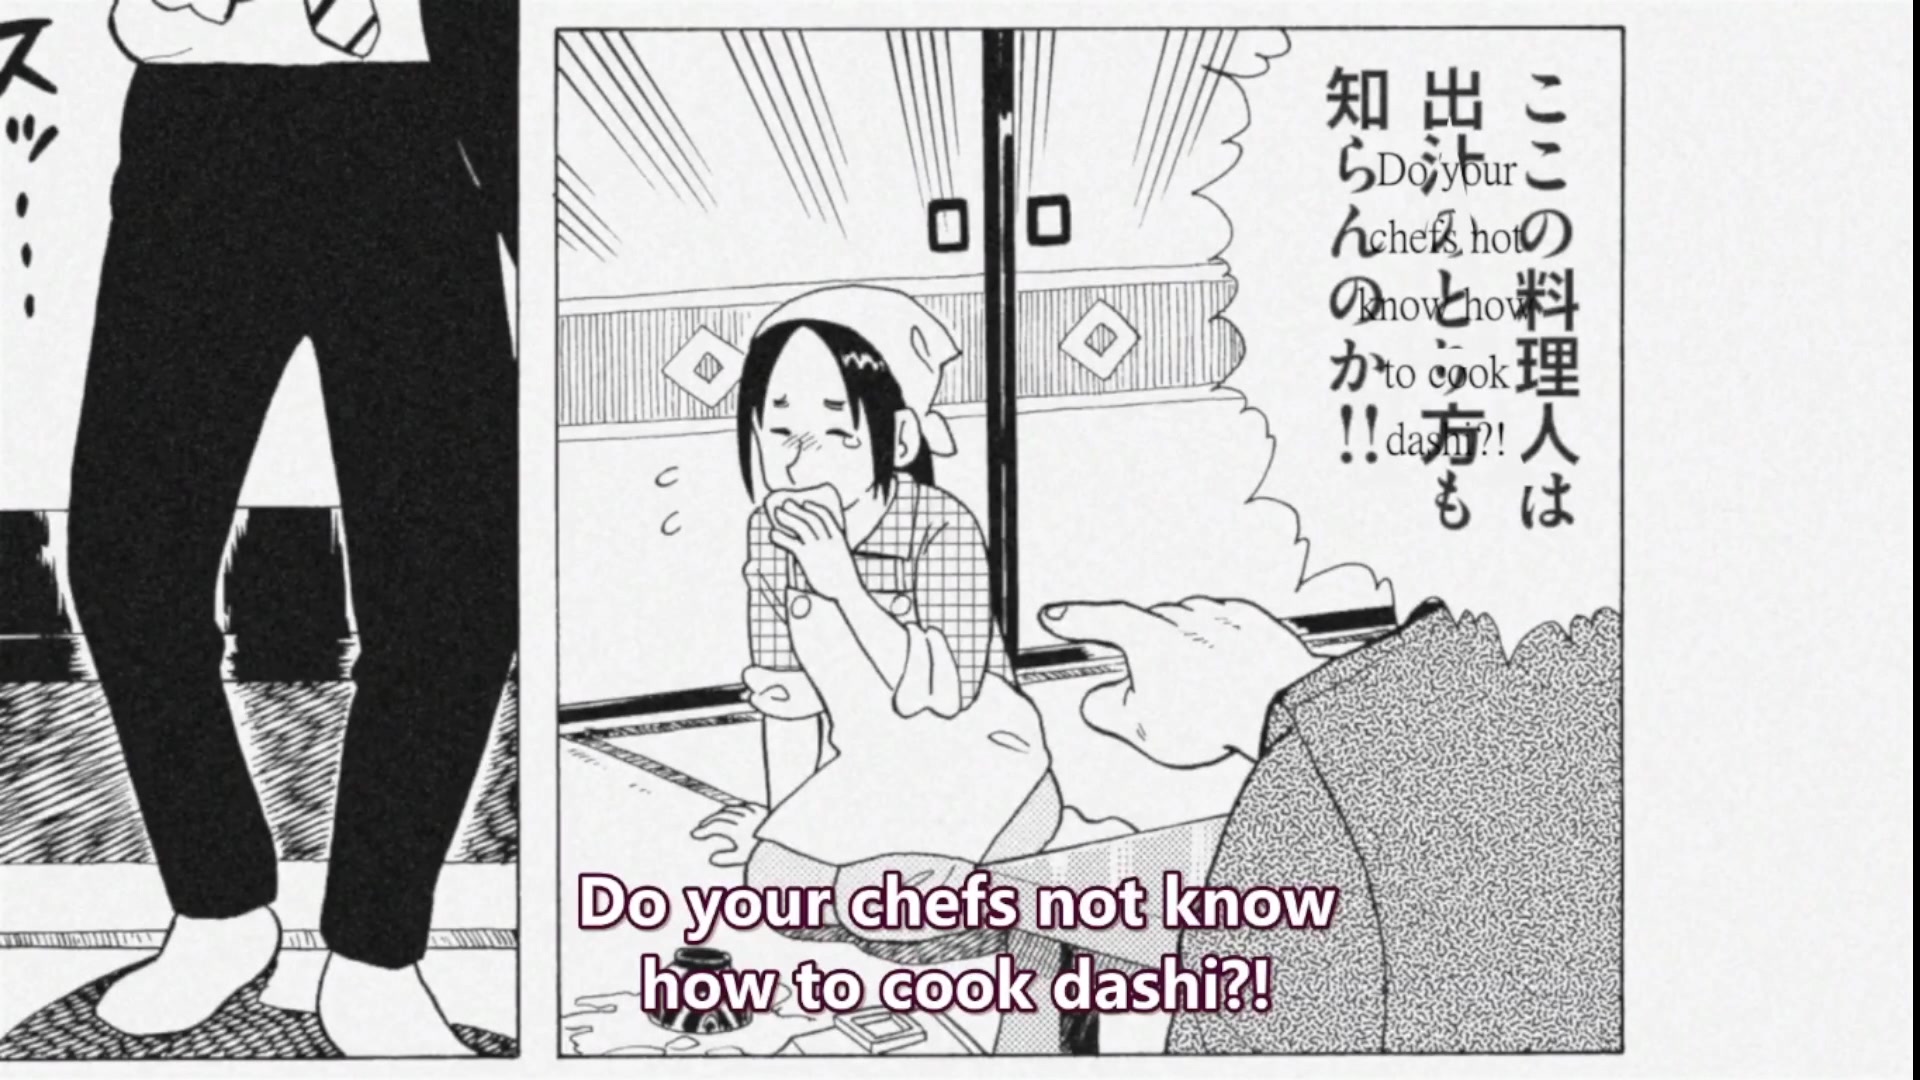 ここの料理人は
出汁のとり方も
知らんのか!!
Do your
chefs not
know how
to cook
dashi?!
スッ・・・・
Do your chefs not know
how to cook dashi?!